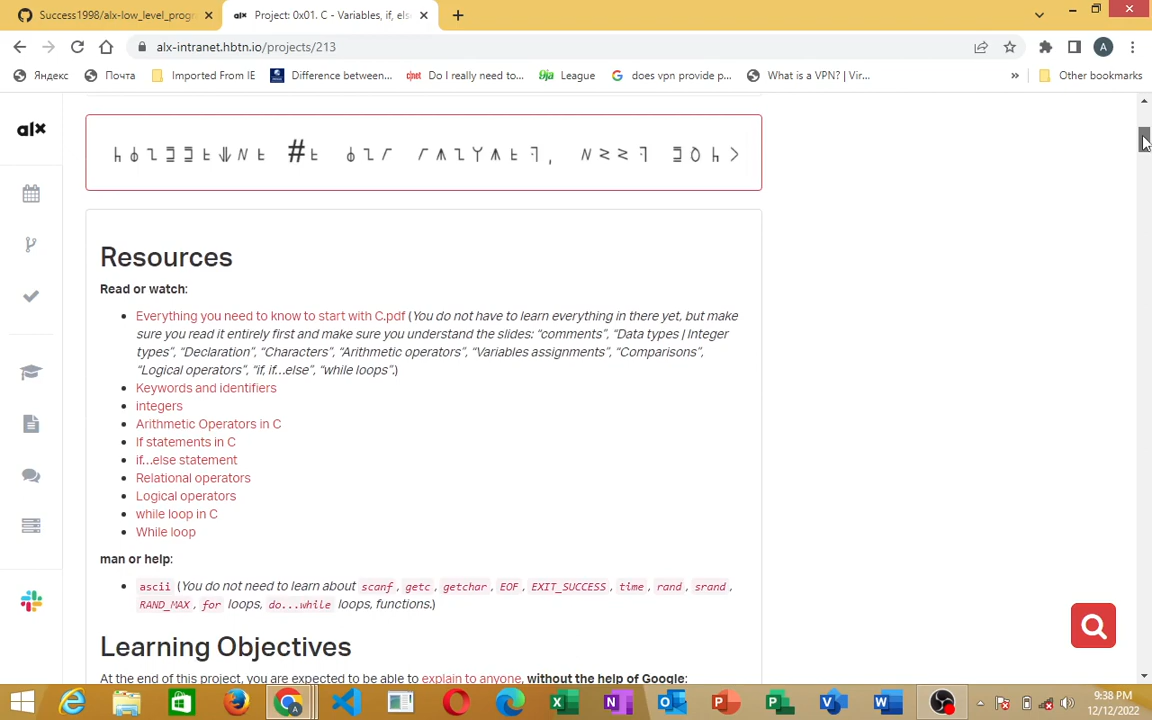 Success1998/alx-low_level_progr
Project: 0x01. C - Variables, if, else
alx-intranet.hbtn.io/projects/213
A
Яндекс
Почта
Imported From IE
Difference between...
cnet Do I really need to...
9ja League
does vpn provide p...
What is a VPN? | Vir...
»
Other bookmarks
alx
Resources
Read or watch:
Everything you need to know to start with C.pdf (You do not have to learn everything in there yet, but make
sure you read it entirely first and make sure you understand the slides: “comments”, “Data types | Integer
types”, “Declaration”, “Characters”, “Arithmetic operators”, “Variables assignments”, “Comparisons”,
“Logical operators”, “if, if...else”, “while loops”.)
Keywords and identifiers
integers
Arithmetic Operators in C
If statements in C
if...else statement
Relational operators
Logical operators
while loop in C
While loop
man or help:
ascii (You do not need to learn about scanf, getc, getchar, EOF, EXIT_SUCCESS, time, rand, srand,
RAND_MAX, for loops, do...while loops, functions.)
Learning Objectives
At the end of this project, you are expected to be able to explain to anyone, without the help of Google:
9:38 PM
12/12/2022